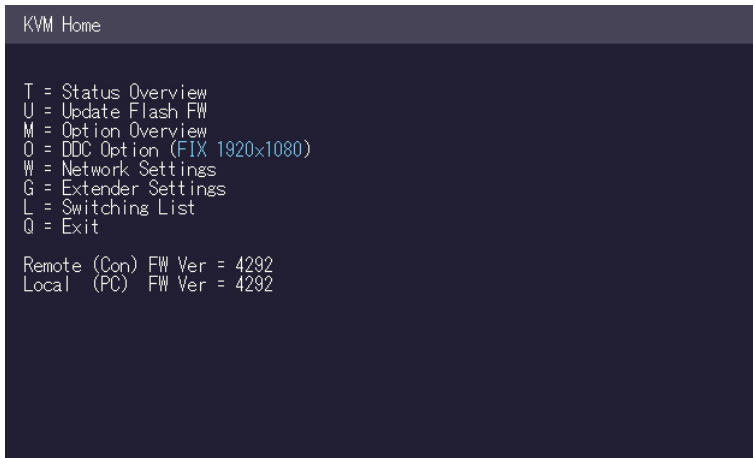 KVM Home
T = Status Overview
U = Update Flash FW
M = Option Overview
O = DDC Option (FIX 1920x1080)
W = Network Settings
G = Extender Settings
L = Switching List
Q = Exit
Remote (Con) FW Ver = 4292
Local  (PC)  FW Ver = 4292